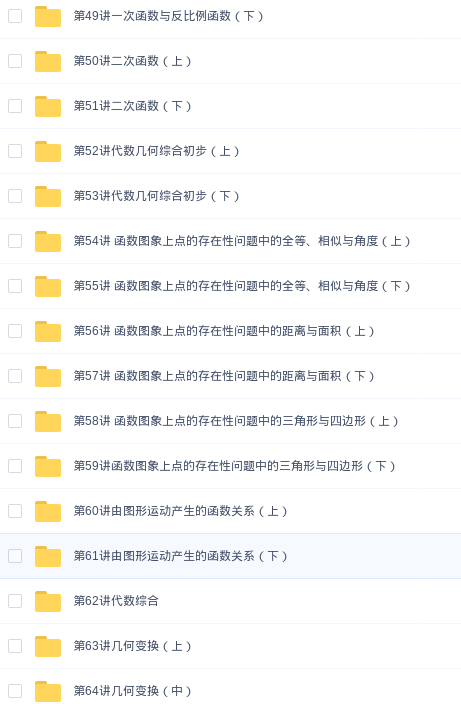 第49讲一次函数与反比例函数（下）
第50讲二次函数（上）
第51讲二次函数（下）
第52讲代数几何综合初步（上）
第53讲代数几何综合初步（下）
第54讲 函数图象上点的存在性问题中的全等、相似与角度（上）
第55讲 函数图象上点的存在性问题中的全等、相似与角度（下）
第56讲 函数图象上点的存在性问题中的距离与面积（上）
第57讲 函数图象上点的存在性问题中的距离与面积（下）
第58讲 函数图象上点的存在性问题中的三角形与四边形（上）
第59讲函数图象上点的存在性问题中的三角形与四边形（下）
第60讲由图形运动产生的函数关系（上）
第61讲由图形运动产生的函数关系（下）
第62讲代数综合
第63讲几何变换（上）
第64讲几何变换（中）